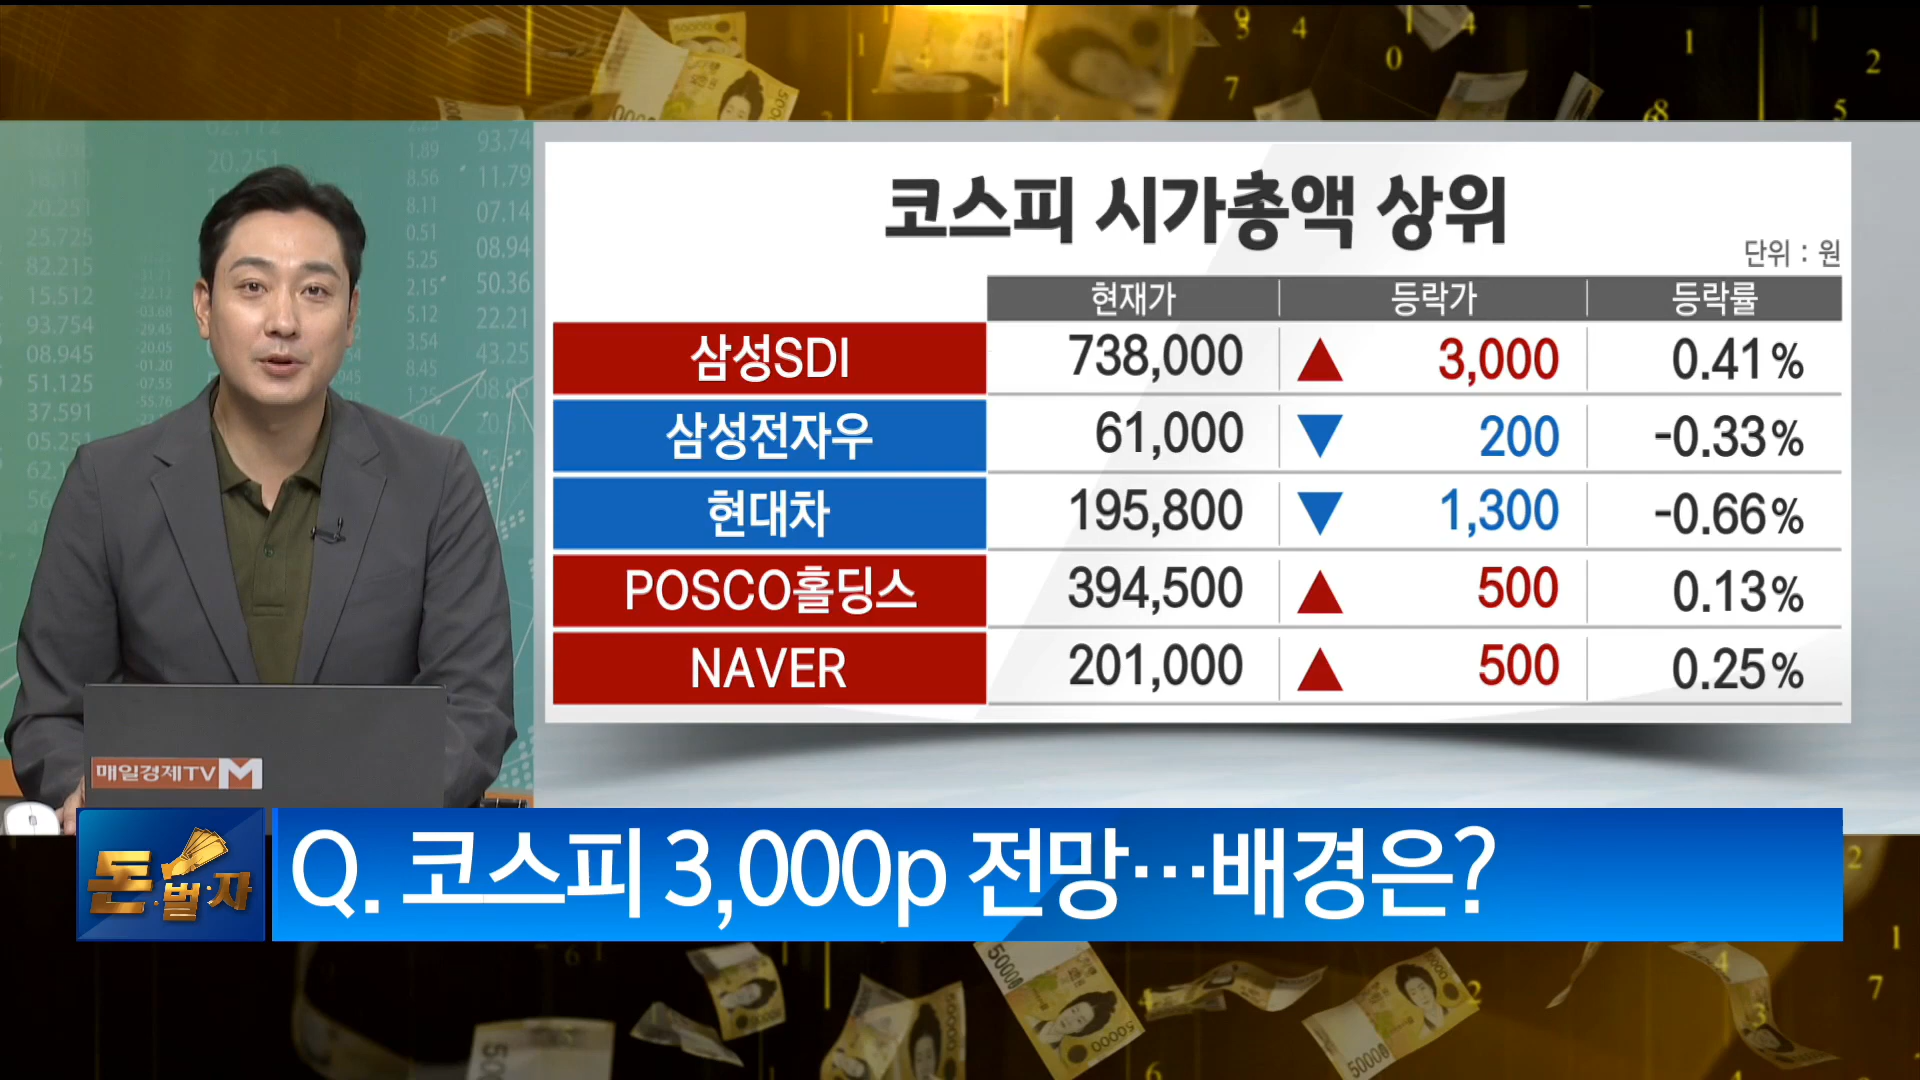 코스피 시가총액 상위
단위 : 원
현재가 등락가 등락률
삼성SDI 738,000 ▲ 3,000 0.41%
삼성전자우 61,000 ▼ 200 -0.33%
현대차 195,800 ▼ 1,300 -0.66%
POSCO홀딩스 394,500 ▲ 500 0.13%
NAVER 201,000 ▲ 500 0.25%
매일경제TV M
돈.벌.자
Q. 코스피 3,000p 전망…배경은?